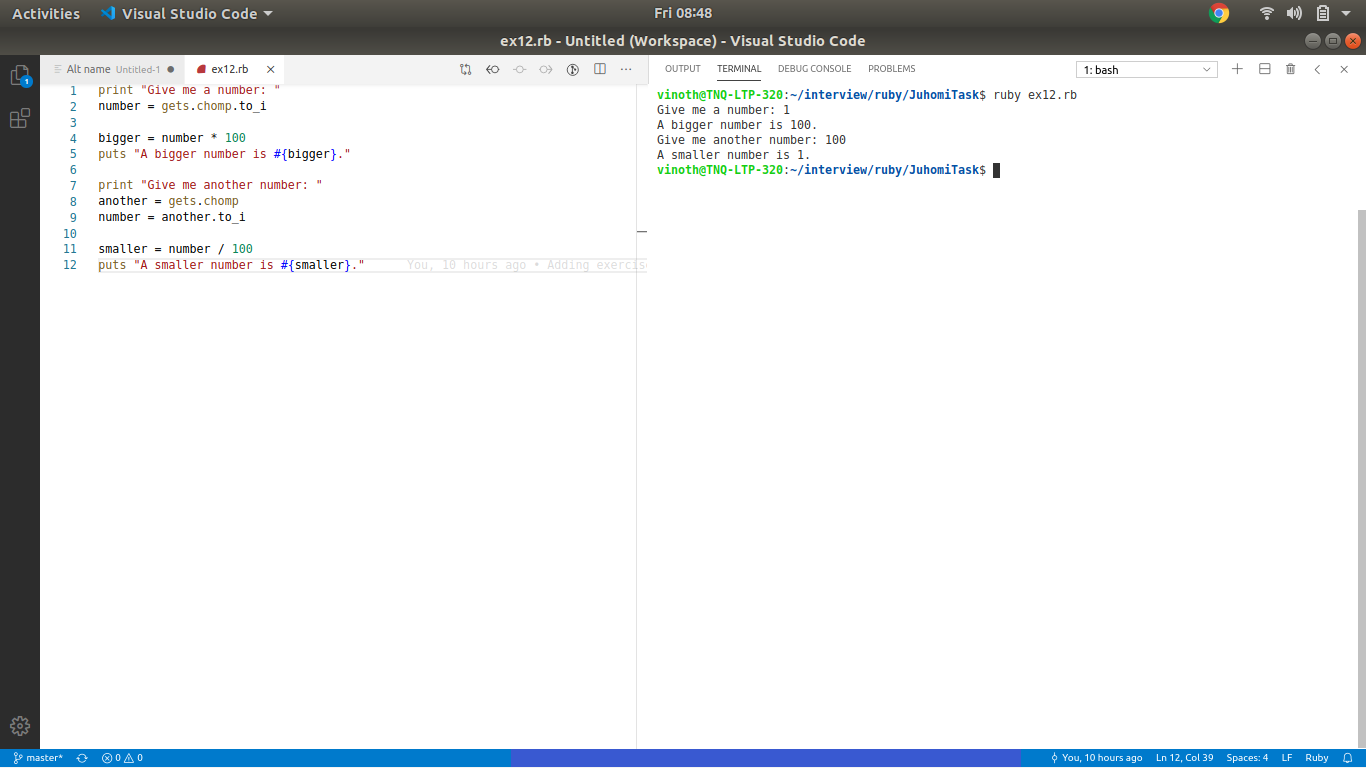 Activities Visual Studio Code Fri 08:48
ex12.rb - Untitled (Workspace) - Visual Studio Code
1
Alt name Untitled-1 ex12.rb
1 print "Give me a number: "
2 number = gets.chomp.to_i
3
4 bigger = number * 100
5 puts "A bigger number is #{bigger}."
6
7 print "Give me another number: "
8 another = gets.chomp
9 number = another.to_i
10
11 smaller = number / 100
12 puts "A smaller number is #{smaller}." You, 10 hours ago • Adding exercis
OUTPUT TERMINAL DEBUG CONSOLE PROBLEMS 1: bash
vinoth@TNQ-LTP-320:~/interview/ruby/JuhomiTask$ ruby ex12.rb
Give me a number: 1
A bigger number is 100.
Give me another number: 100
A smaller number is 1.
vinoth@TNQ-LTP-320:~/interview/ruby/JuhomiTask$
master* 0 0 You, 10 hours ago Ln 12, Col 39 Spaces: 4 LF Ruby